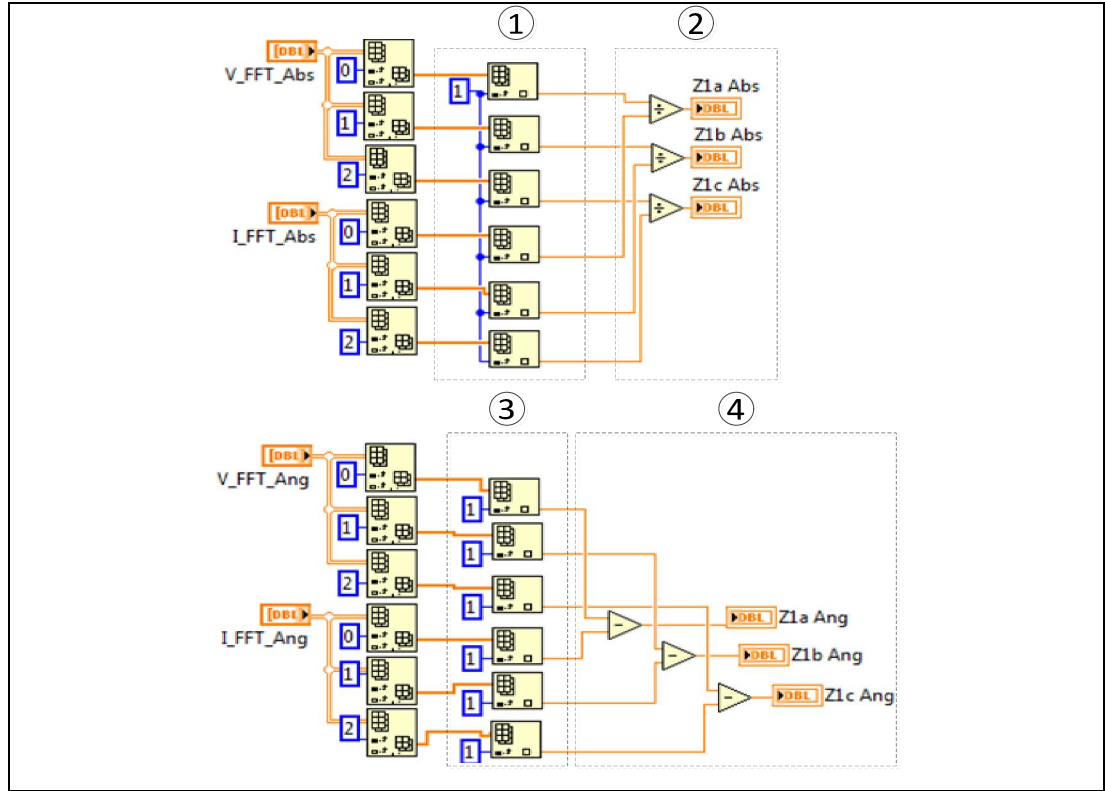 ① ②
[DBL]
V_FFT_Abs
0
1
1
2
Z1a Abs
DBL
Z1b Abs
DBL
Z1c Abs
DBL
[DBL]
I_FFT_Abs
0
1
2
③ ④
[DBL]
V_FFT_Ang
0
1
1
1
2
1
[DBL]
I_FFT_Ang
0
1
1
1
2
1
DBL Z1a Ang
DBL Z1b Ang
DBL Z1c Ang